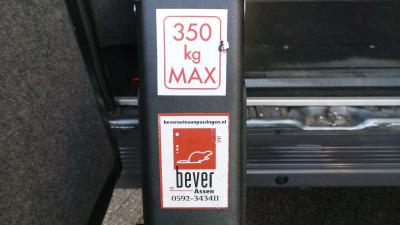 350
kg
MAX
beverautoaanpassingen.nl
bever
Assen
0592-343411